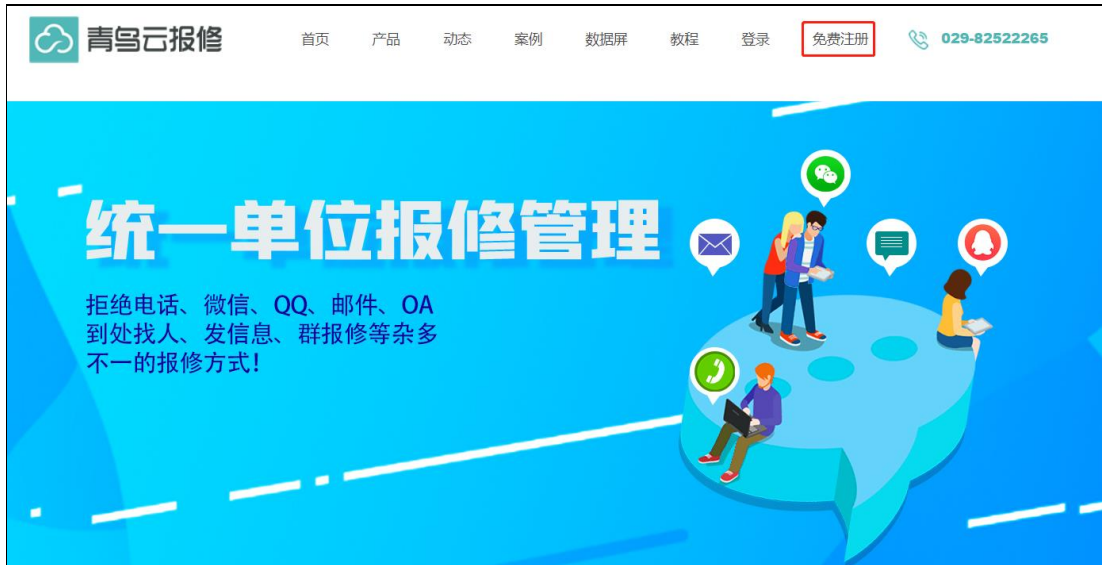 青鸟云报修 首页 产品 动态 案例 数据屏 教程 登录 免费注册 029-82522265
统一单位报修管理
拒绝电话、微信、QQ、邮件、OA
到处找人、发信息、群报修等杂多
不一的报修方式！